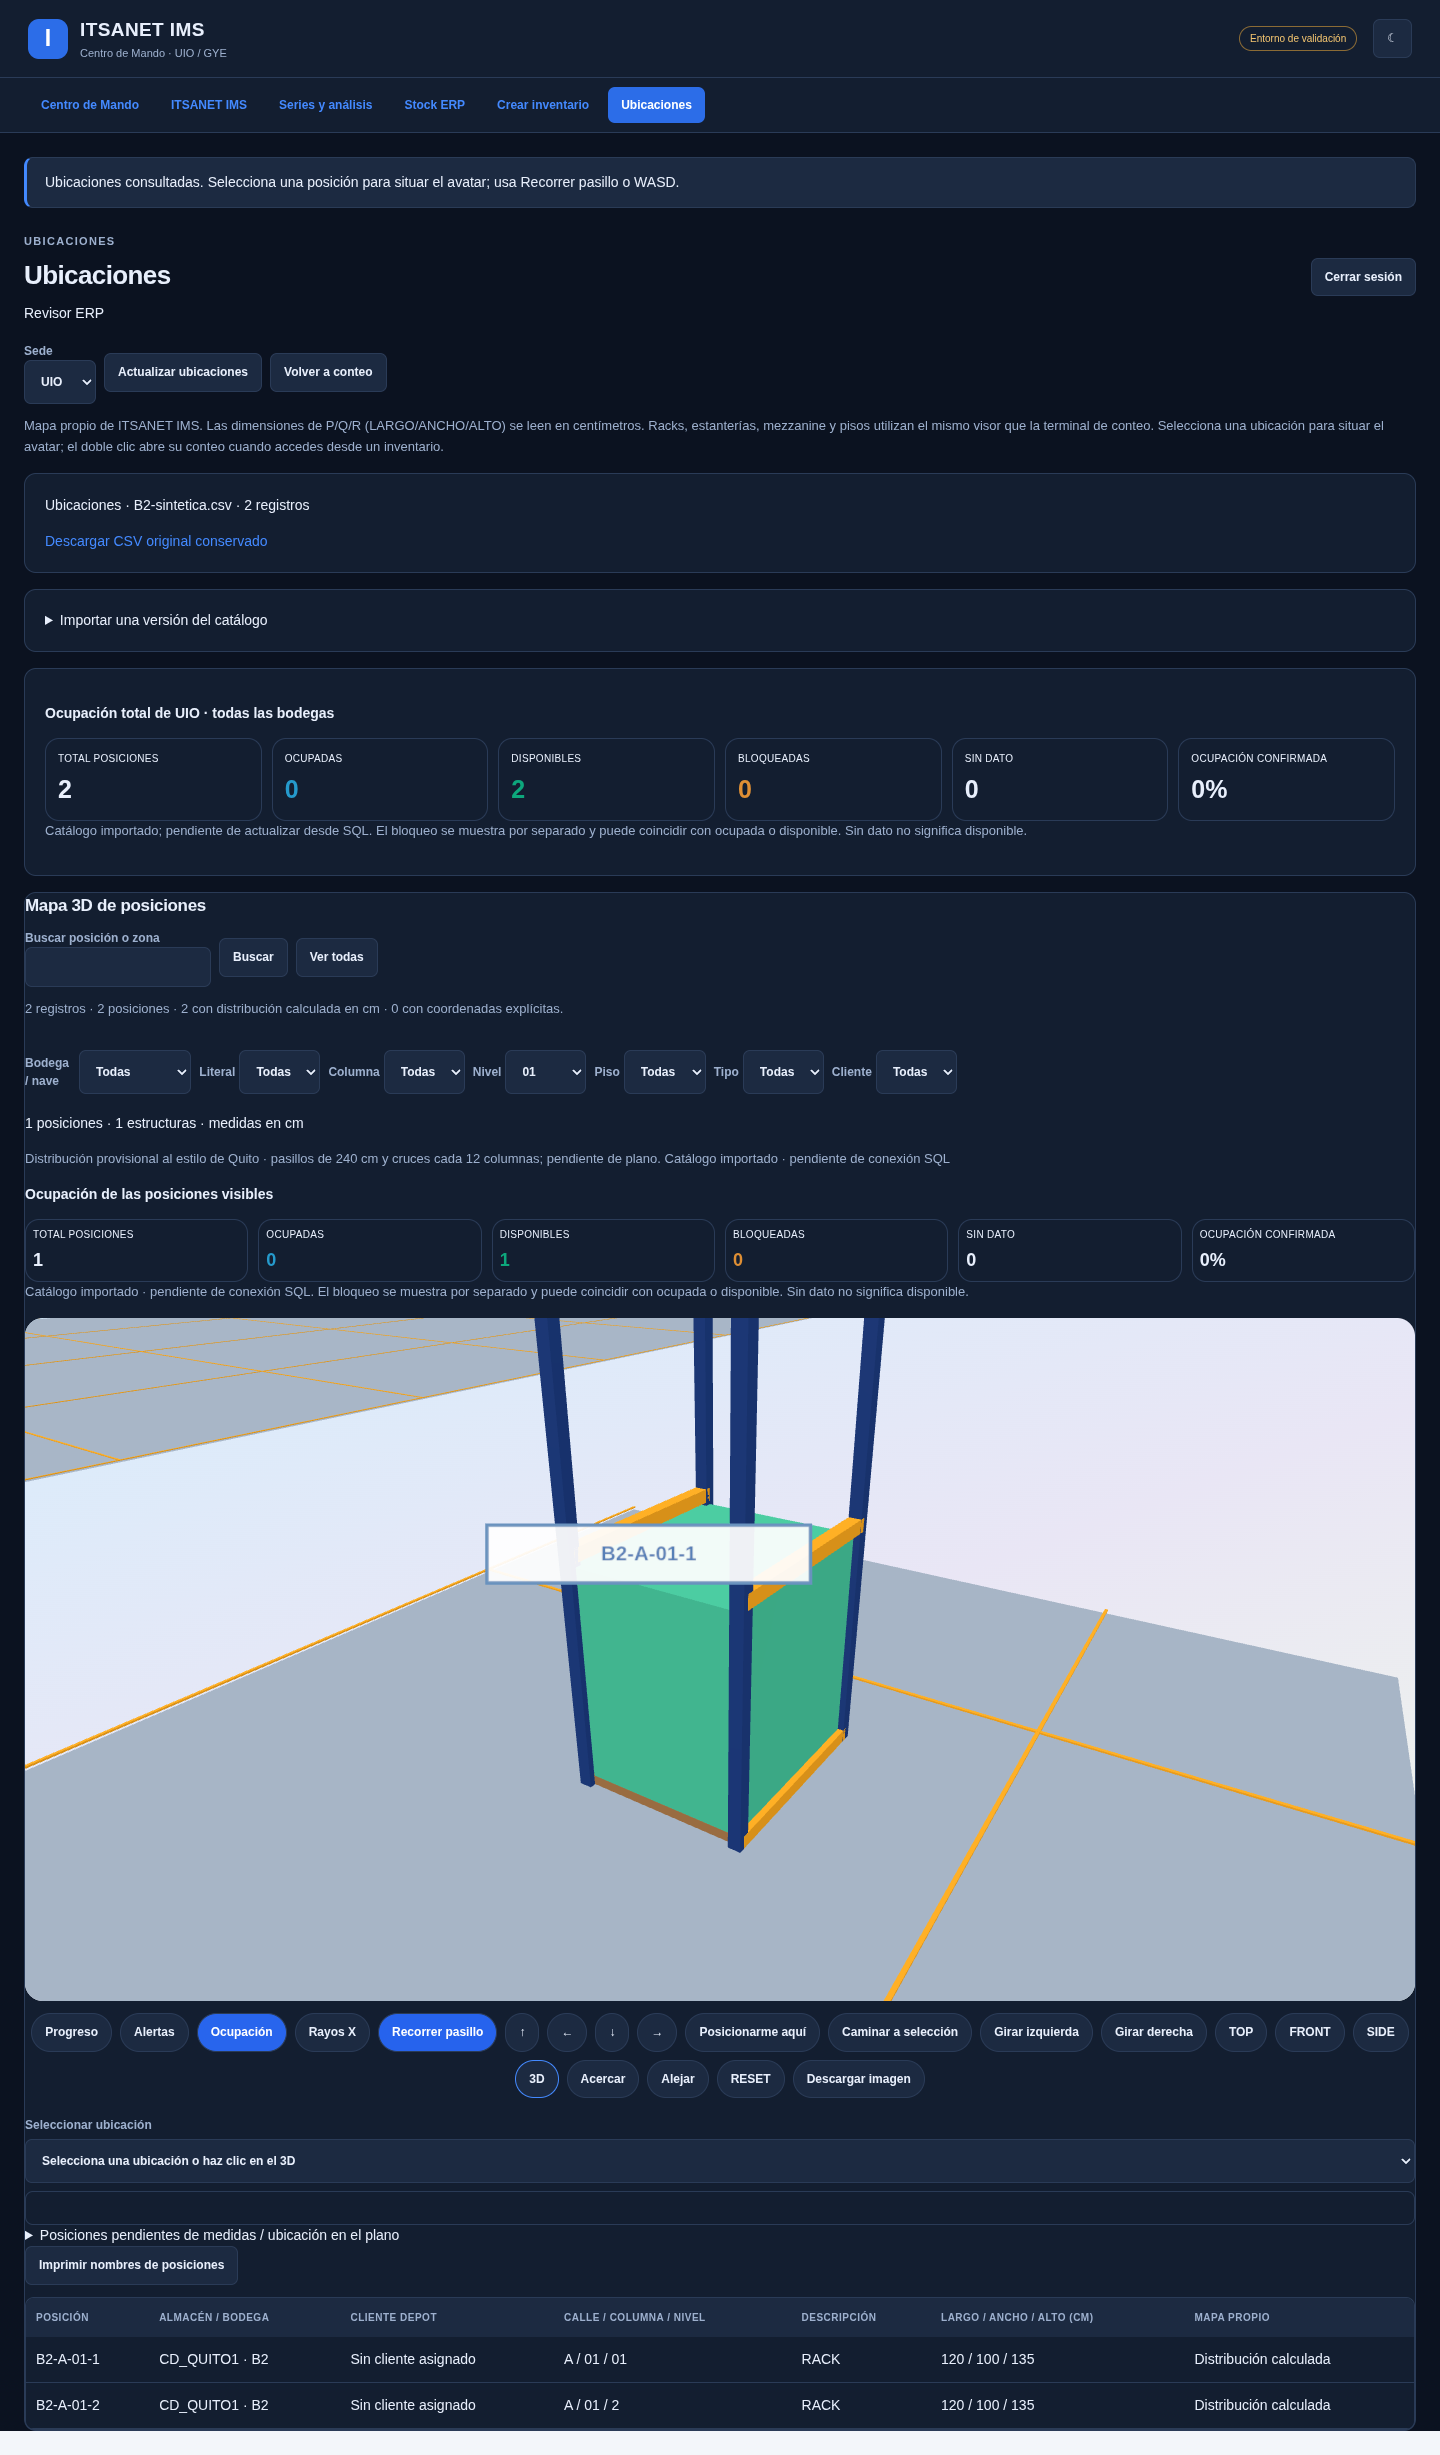 I
ITSANET IMS
Centro de Mando · UIO / GYE
Entorno de validación
☾
Centro de Mando
ITSANET IMS
Series y análisis
Stock ERP
Crear inventario
Ubicaciones
Ubicaciones consultadas. Selecciona una posición para situar el avatar; usa Recorrer pasillo o WASD.
UBICACIONES
Ubicaciones
Cerrar sesión
Revisor ERP
Sede
UIO
Actualizar ubicaciones
Volver a conteo
Mapa propio de ITSANET IMS. Las dimensiones de P/Q/R (LARGO/ANCHO/ALTO) se leen en centímetros. Racks, estanterías, mezzanine y pisos utilizan el mismo visor que la terminal de conteo. Selecciona una ubicación para situar el
avatar; el doble clic abre su conteo cuando accedes desde un inventario.
Ubicaciones · B2-sintetica.csv · 2 registros
Descargar CSV original conservado
▶ Importar una versión del catálogo
Ocupación total de UIO · todas las bodegas
TOTAL POSICIONES
2
OCUPADAS
0
DISPONIBLES
2
BLOQUEADAS
0
SIN DATO
0
OCUPACIÓN CONFIRMADA
0%
Catálogo importado; pendiente de actualizar desde SQL. El bloqueo se muestra por separado y puede coincidir con ocupada o disponible. Sin dato no significa disponible.
Mapa 3D de posiciones
Buscar posición o zona
Buscar
Ver todas
2 registros · 2 posiciones · 2 con distribución calculada en cm · 0 con coordenadas explícitas.
Bodega
/ nave
Todas
Literal
Todas
Columna
Todas
Nivel
01
Piso
Todas
Tipo
Todas
Cliente
Todas
1 posiciones · 1 estructuras · medidas en cm
Distribución provisional al estilo de Quito · pasillos de 240 cm y cruces cada 12 columnas; pendiente de plano. Catálogo importado · pendiente de conexión SQL
Ocupación de las posiciones visibles
TOTAL POSICIONES
1
OCUPADAS
0
DISPONIBLES
1
BLOQUEADAS
0
SIN DATO
0
OCUPACIÓN CONFIRMADA
0%
Catálogo importado · pendiente de conexión SQL. El bloqueo se muestra por separado y puede coincidir con ocupada o disponible. Sin dato no significa disponible.
B2-A-01-1
Progreso
Alertas
Ocupación
Rayos X
Recorrer pasillo
↑
←
↓
→
Posicionarme aquí
Caminar a selección
Girar izquierda
Girar derecha
TOP
FRONT
SIDE
3D
Acercar
Alejar
RESET
Descargar imagen
Seleccionar ubicación
Selecciona una ubicación o haz clic en el 3D
▶ Posiciones pendientes de medidas / ubicación en el plano
Imprimir nombres de posiciones
POSICIÓN ALMACÉN / BODEGA CLIENTE DEPOT CALLE / COLUMNA / NIVEL DESCRIPCIÓN LARGO / ANCHO / ALTO (CM) MAPA PROPIO
B2-A-01-1 CD_QUITO1 · B2 Sin cliente asignado A / 01 / 01 RACK 120 / 100 / 135 Distribución calculada
B2-A-01-2 CD_QUITO1 · B2 Sin cliente asignado A / 01 / 2 RACK 120 / 100 / 135 Distribución calculada